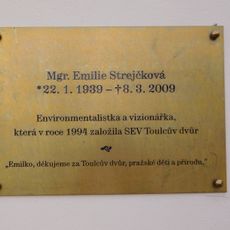 Mgr. Emilie Strejčková
*22. 1. 1939 – †8. 3. 2009
Environmentalistka a vizionářka,
která v roce 1994 založila SEV Toulcův dvůr
„Emilko, děkujeme za Toulcův dvůr, pražské děti a přírodu."